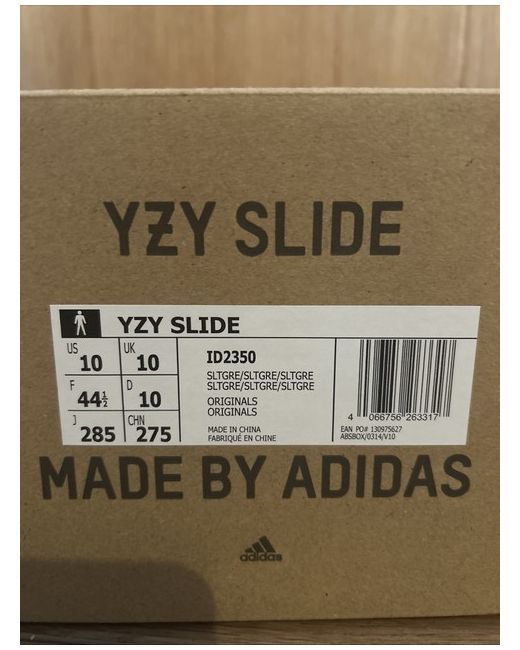 YZY SLIDE
YZY SLIDE
US 10 UK 10
F 44½ D 10
J 285 CHN 275
ID2350
SLTGRE/SLTGRE/SLTGRE
SLTGRE/SLTGRE/SLTGRE
ORIGINALS
ORIGINALS
MADE IN CHINA
FABRIQUÉ EN CHINE
4 066756 263317
EAN PO# 130975627
ABSBOX/0314/V10
MADE BY ADIDAS
adidas